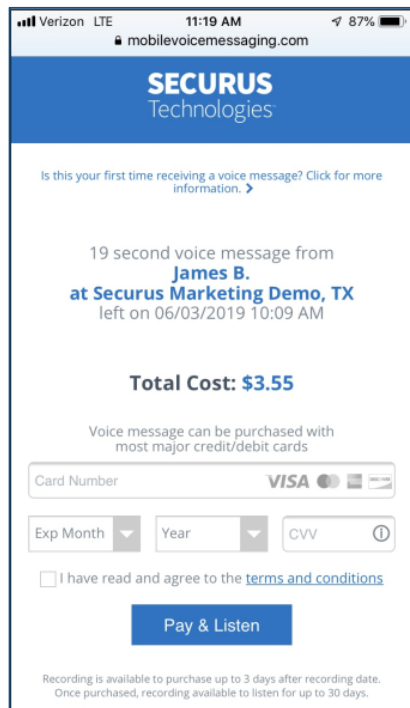 Verizon LTE 11:19 AM 87%
mobilevoicemessaging.com
SECURUS
Technologies
Is this your first time receiving a voice message? Click for more
information. >
19 second voice message from
James B.
at Securus Marketing Demo, TX
left on 06/03/2019 10:09 AM
Total Cost: $3.55
Voice message can be purchased with
most major credit/debit cards
Card Number VISA
Exp Month Year CVV
I have read and agree to the terms and conditions
Pay & Listen
Recording is available to purchase up to 3 days after recording date.
Once purchased, recording available to listen for up to 30 days.